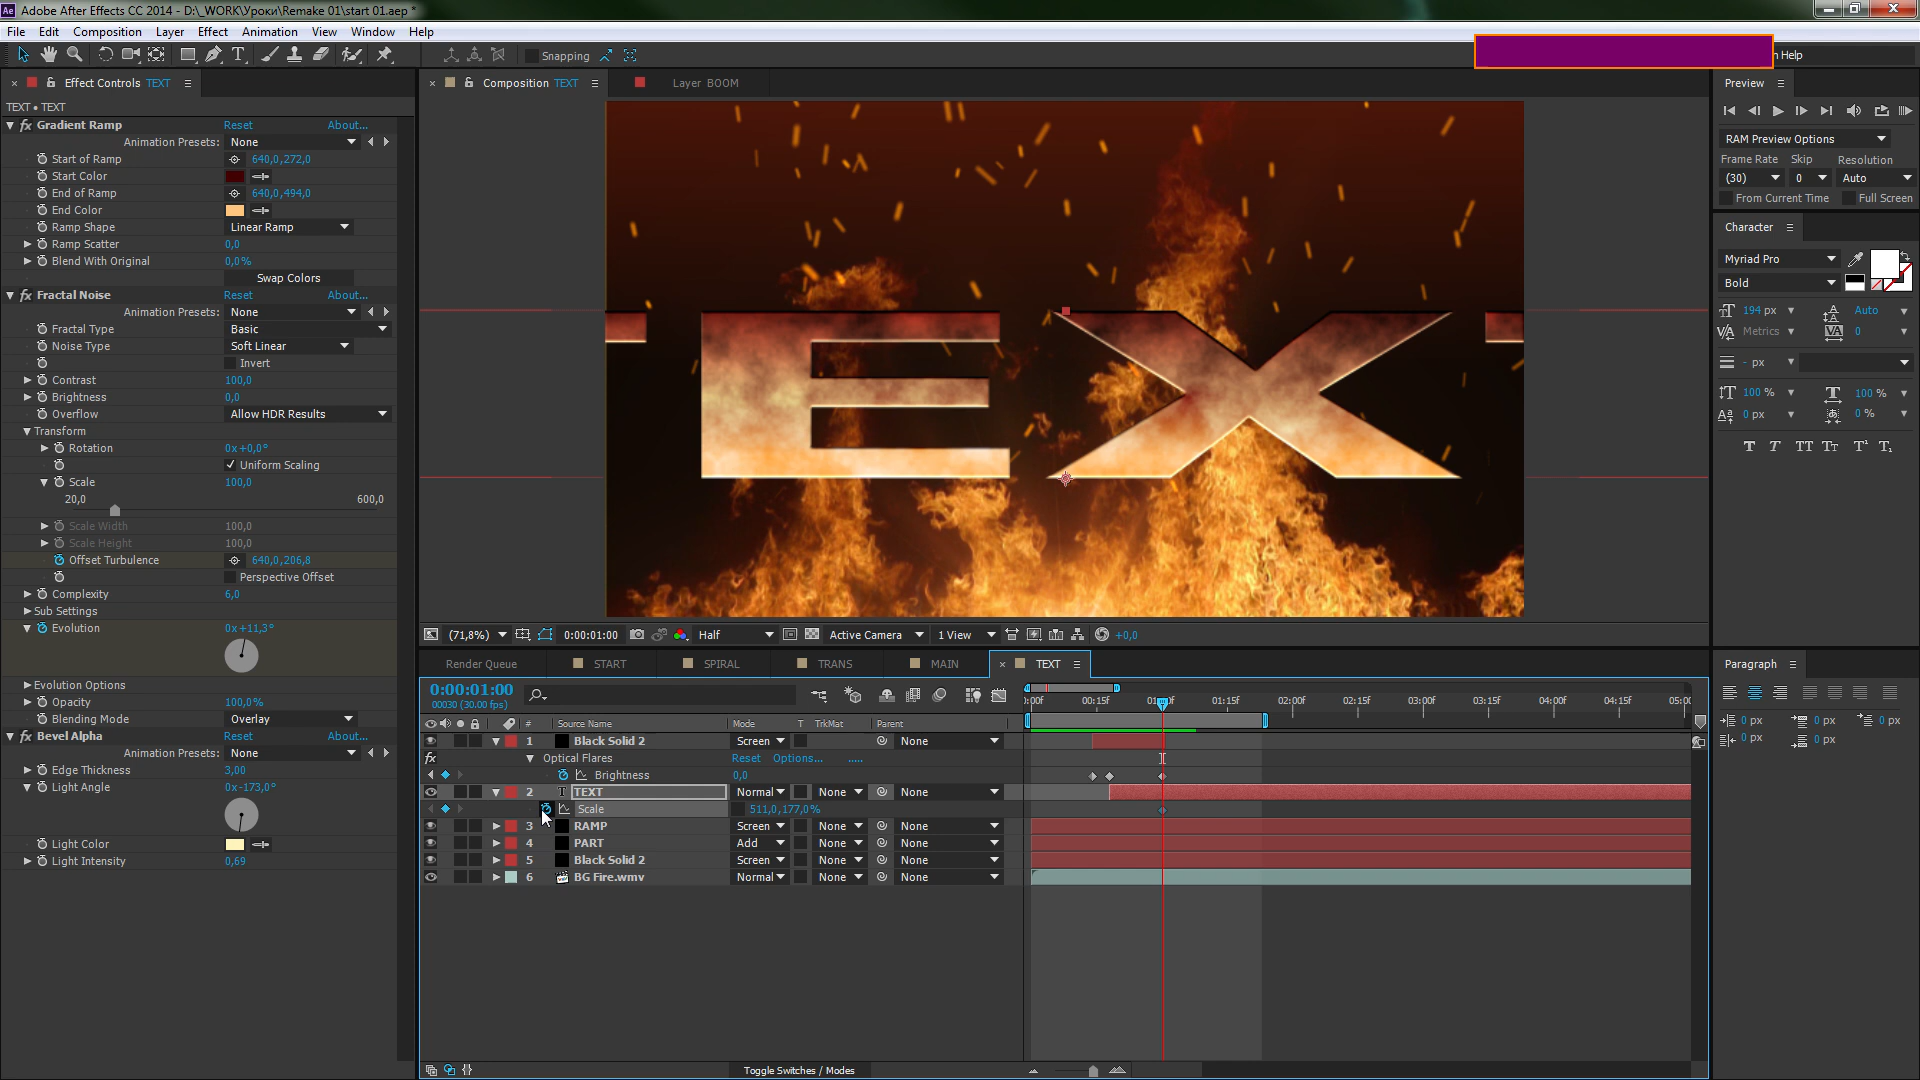 Ae Adobe After Effects CC 2014 - D:\_WORK\Уроки\Remake 01\start 01.aep *
File Edit Composition Layer Effect Animation View Window Help
Snapping
Help
Effect Controls TEXT
TEXT • TEXT
fx Gradient Ramp Reset About...
Animation Presets: None
Start of Ramp 640,0,272,0
Start Color
End of Ramp 640,0,494,0
End Color
Ramp Shape Linear Ramp
Ramp Scatter 0,0
Blend With Original 0,0%
Swap Colors
fx Fractal Noise Reset About...
Animation Presets: None
Fractal Type Basic
Noise Type Soft Linear
Invert
Contrast 100,0
Brightness 0,0
Overflow Allow HDR Results
Transform
Rotation 0x+0,0°
Uniform Scaling
Scale 100,0
20,0 600,0
Scale Width 100,0
Scale Height 100,0
Offset Turbulence 640,0,206,8
Perspective Offset
Complexity 6,0
Sub Settings
Evolution 0x+11,3°
Evolution Options
Opacity 100,0%
Blending Mode Overlay
fx Bevel Alpha Reset About...
Animation Presets: None
Edge Thickness 3,00
Light Angle 0x-173,0°
Light Color
Light Intensity 0,69
Composition TEXT
Layer BOOM
EX
(71,8%) 0:00:01:00 Half Active Camera 1 View +0,0
Render Queue START SPIRAL TRANS MAIN TEXT
0:00:01:00
00030 (30.00 fps)
# Source Name Mode T TrkMat Parent
00:15f 01:15f 02:00f 02:15f 03:00f 03:15f 04:00f 04:15f
1 Black Solid 2 Screen None
fx Optical Flares Reset Options... .....
Brightness 0,0
2 T TEXT Normal None None
Scale 511,0,177,0%
3 RAMP Screen None None
4 PART Add None None
5 Black Solid 2 Screen None None
6 BG Fire.wmv Normal None None
Toggle Switches / Modes
Preview
RAM Preview Options
Frame Rate Skip Resolution
(30) 0 Auto
From Current Time Full Screen
Character
Myriad Pro
Bold
194 px Auto
Metrics 0
- px
100 % 100 %
0 px 0 %
T T TT Tt T¹ T₁
Paragraph
0 px 0 px 0 px
0 px 0 px